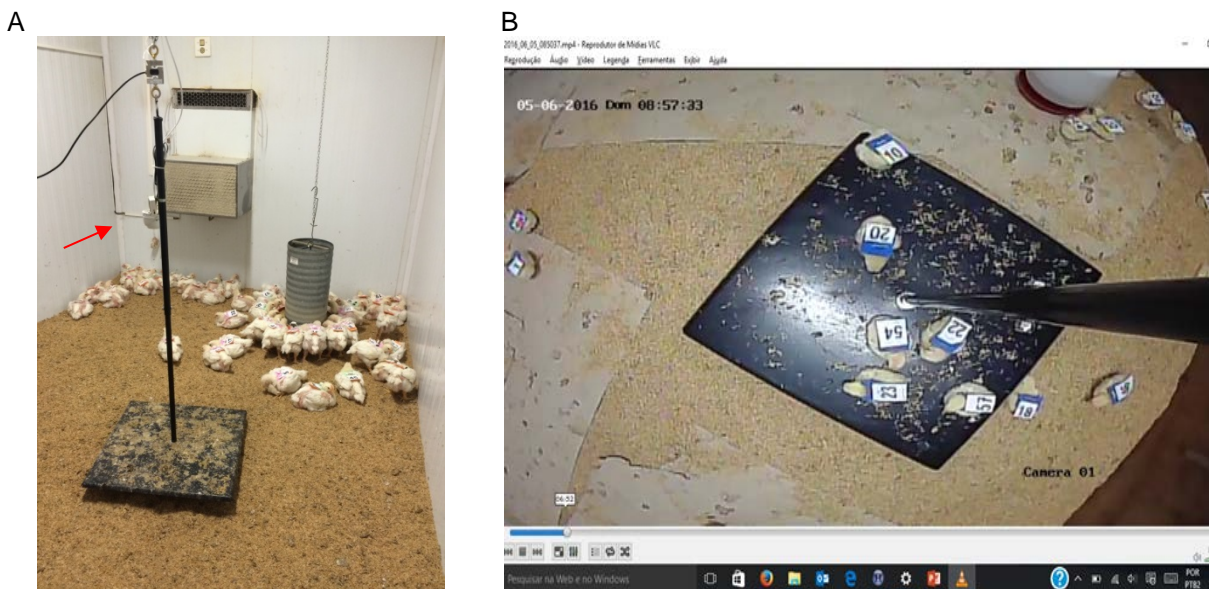 A
B
2016_06_05_085037.mp4 - Reprodutor de Mídias VLC
Reprodução Áudio Vídeo Legenda Ferramentas Exibir Ajuda
05-06-2016 Dom 08:57:33
10
20
54
22
23
57
18
Camera 01
06:52
Pesquisar na Web e no Windows
POR
PTB2